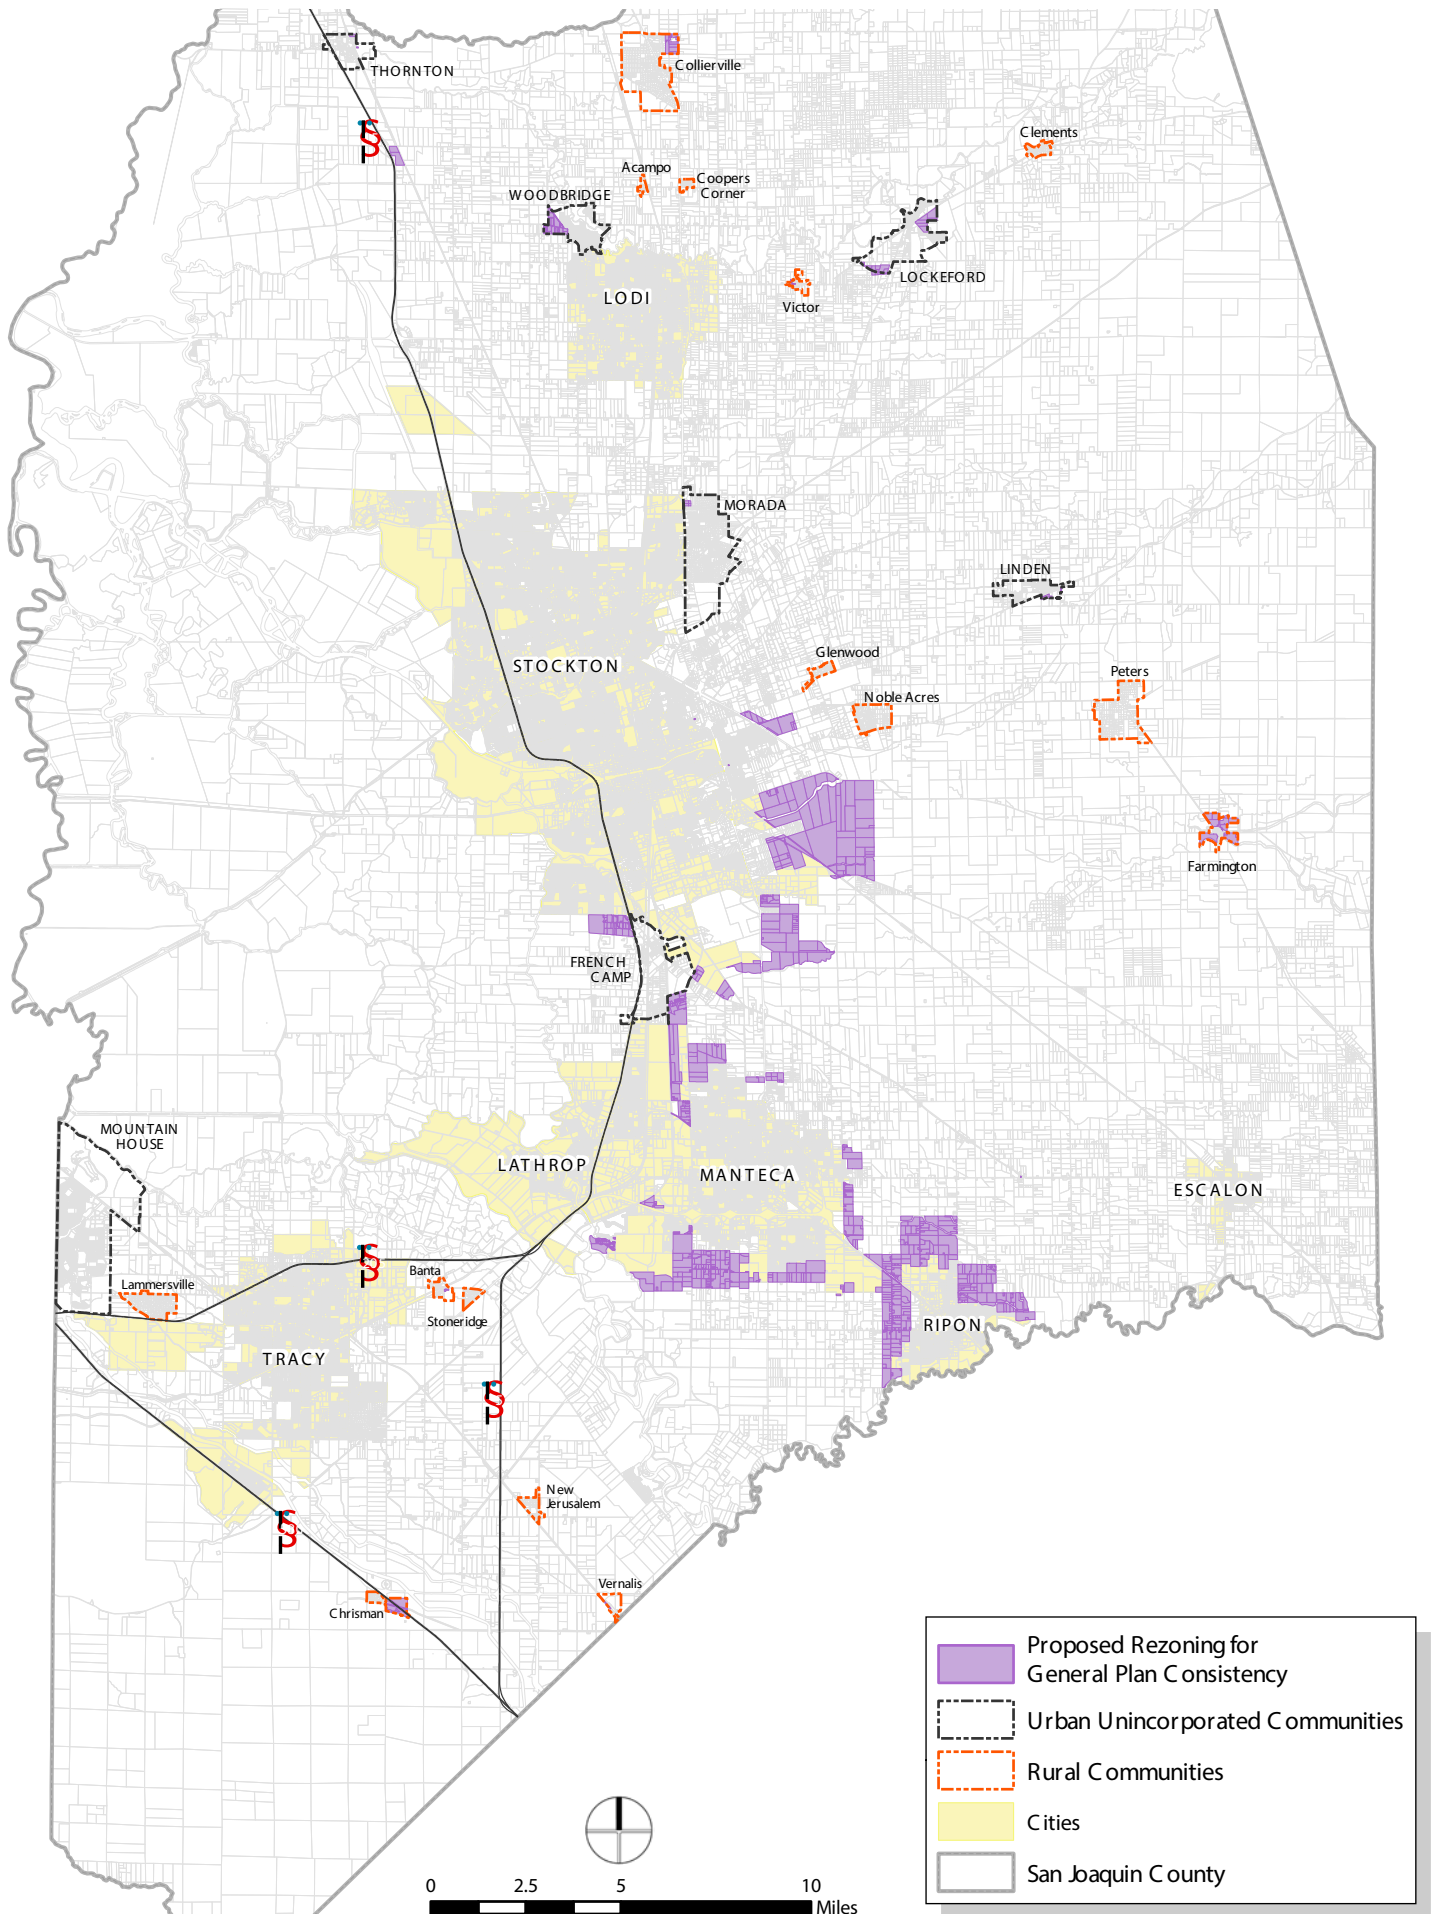 THORNTON
Collierville
Clements
Acampo
Coopers
Corner
WOODBRIDGE
LOCKEFORD
LODI
Victor
MORADA
LINDEN
STOCKTON
Glenwood
Peters
Noble Acres
Farmington
FRENCH
CAMP
MOUNTAIN
HOUSE
LATHROP
MANTECA
ESCALON
Lammersville
Banta
Stoneridge
RIPON
TRACY
New
Jerusalem
Vernalis
Chrisman
Proposed Rezoning for
General Plan Consistency
Urban Unincorporated Communities
Rural Communities
Cities
San Joaquin County
0 2.5 5 10
Miles